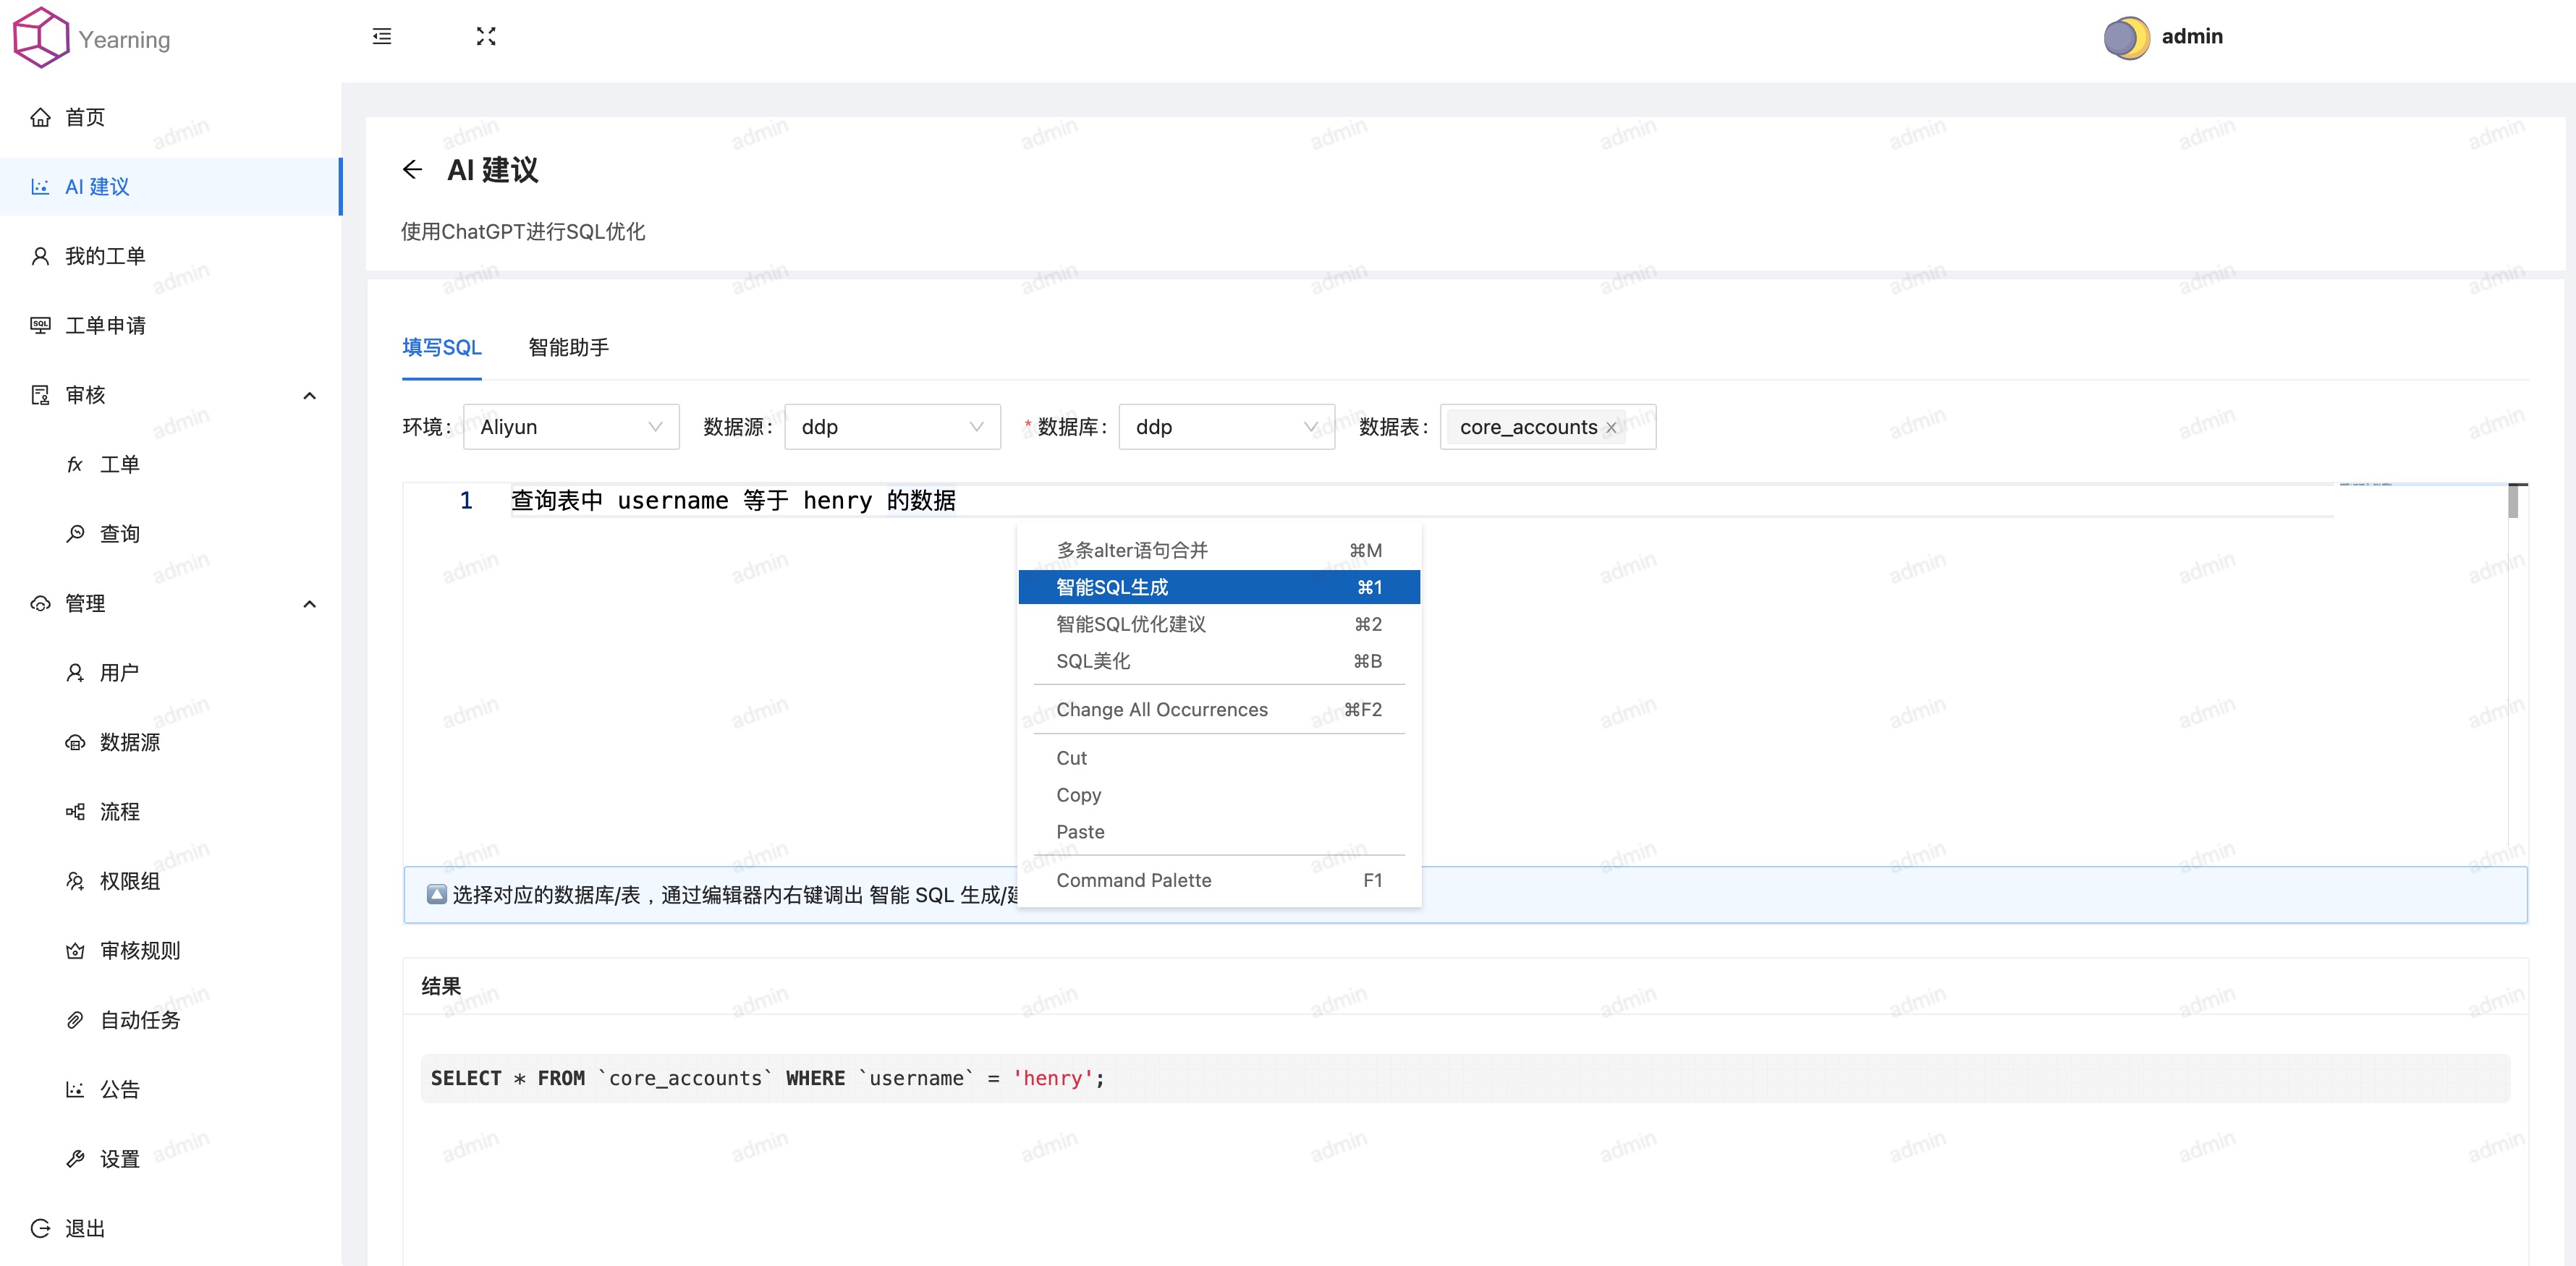 Yearning
admin
首页
AI 建议
我的工单
工单申请
审核
工单
查询
管理
用户
数据源
流程
权限组
审核规则
自动任务
公告
设置
退出
AI 建议
使用ChatGPT进行SQL优化
填写SQL 智能助手
环境: Aliyun 数据源: ddp * 数据库: ddp 数据表: core_accounts ×
1 查询表中 username 等于 henry 的数据
多条alter语句合并 ⌘M
智能SQL生成 ⌘1
智能SQL优化建议 ⌘2
SQL美化 ⌘B
Change All Occurrences ⌘F2
Cut
Copy
Paste
Command Palette F1
选择对应的数据库/表，通过编辑器内右键调出 智能 SQL 生成/
结果
SELECT * FROM `core_accounts` WHERE `username` = 'henry';